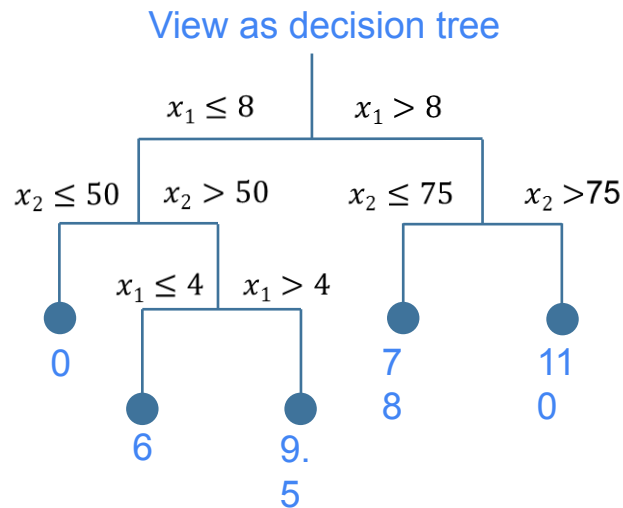 View as decision tree
x₁ ≤ 8
x₁ > 8
x₂ ≤ 50
x₂ > 50
x₂ ≤ 75
x₂ >75
x₁ ≤ 4
x₁ > 4
0
7
8
11
0
6
9.
5